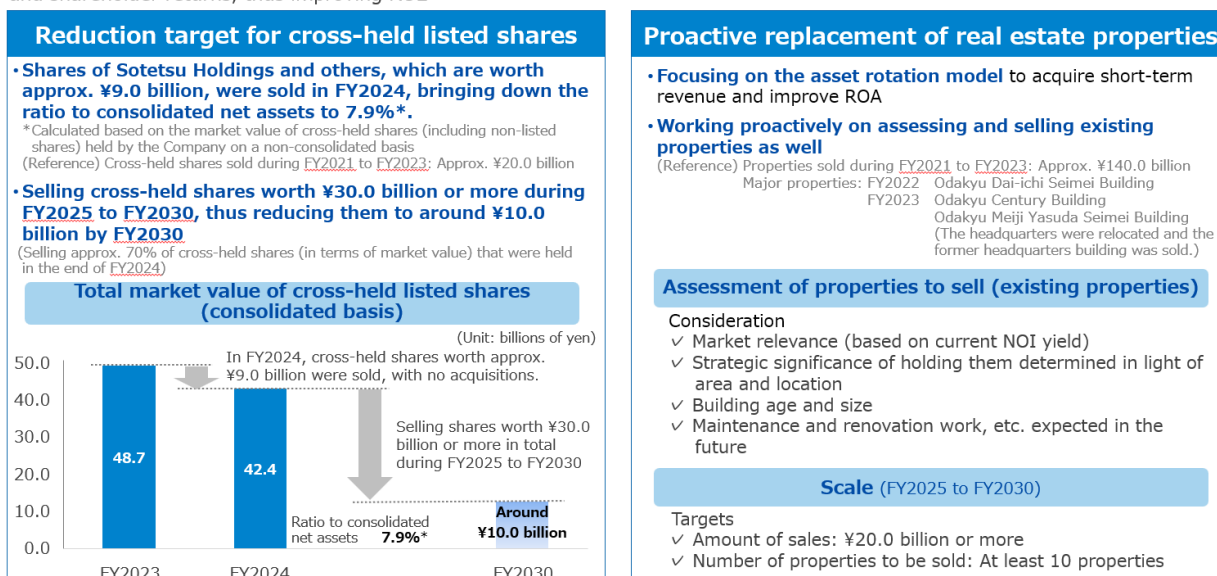 and shareholder returns, thus improving ROE
Reduction target for cross-held listed shares
・Shares of Sotetsu Holdings and others, which are worth
approx. ¥9.0 billion, were sold in FY2024, bringing down the
ratio to consolidated net assets to 7.9%*.
*Calculated based on the market value of cross-held shares (including non-listed
shares) held by the Company on a non-consolidated basis
(Reference) Cross-held shares sold during FY2021 to FY2023: Approx. ¥20.0 billion
・Selling cross-held shares worth ¥30.0 billion or more during
FY2025 to FY2030, thus reducing them to around ¥10.0
billion by FY2030
(Selling approx. 70% of cross-held shares (in terms of market value) that were held
in the end of FY2024)
Total market value of cross-held listed shares
(consolidated basis)
(Unit: billions of yen)
50.0
40.0
30.0
20.0
10.0
0.0
In FY2024, cross-held shares worth approx.
¥9.0 billion were sold, with no acquisitions.
Selling shares worth ¥30.0
billion or more in total
during FY2025 to FY2030
48.7
42.4
Ratio to consolidated
net assets 7.9%*
Around
¥10.0 billion
FY2023
FY2024
FY2030
Proactive replacement of real estate properties
・Focusing on the asset rotation model to acquire short-term
revenue and improve ROA
・Working proactively on assessing and selling existing
properties as well
(Reference) Properties sold during FY2021 to FY2023: Approx. ¥140.0 billion
Major properties: FY2022 Odakyu Dai-ichi Seimei Building
FY2023 Odakyu Century Building
Odakyu Meiji Yasuda Seimei Building
(The headquarters were relocated and the
former headquarters building was sold.)
Assessment of properties to sell (existing properties)
Consideration
✓ Market relevance (based on current NOI yield)
✓ Strategic significance of holding them determined in light of
area and location
✓ Building age and size
✓ Maintenance and renovation work, etc. expected in the
future
Scale (FY2025 to FY2030)
Targets
✓ Amount of sales: ¥20.0 billion or more
✓ Number of properties to be sold: At least 10 properties